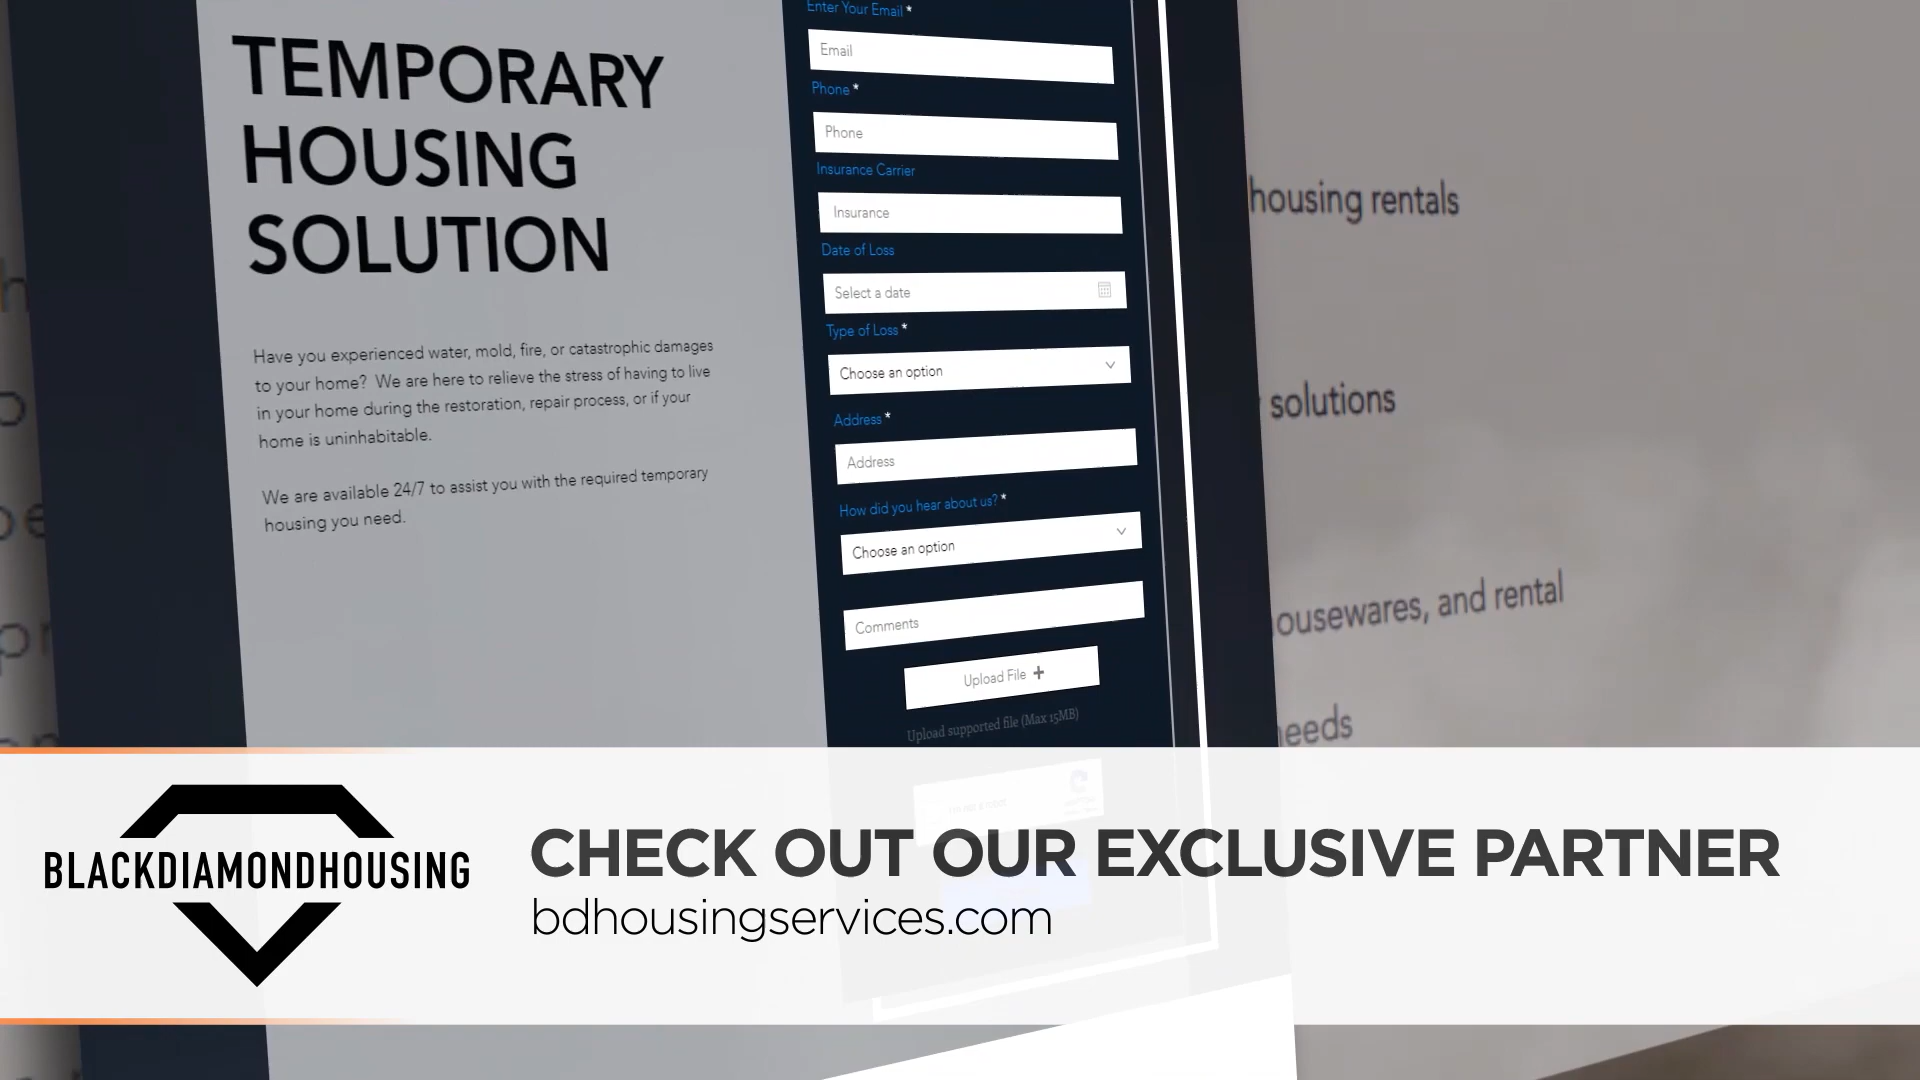 TEMPORARY
HOUSING
SOLUTION
Have you experienced water, mold, fire, or catastrophic damages
to your home? We are here to relieve the stress of having to live
in your home during the restoration, repair process, or if your
home is uninhabitable.
We are available 24/7 to assist you with the required temporary
housing you need.
Enter Your Email *
Email
Phone *
Phone
Insurance Carrier
Insurance
Date of Loss
Select a date
Type of Loss *
Choose an option
Address *
Address
How did you hear about us? *
Choose an option
Comments
Upload File +
Upload supported file (Max 15MB)
housing rentals
solutions
and rental
BLACKDIAMONDHOUSING
CHECK OUT OUR EXCLUSIVE PARTNER
bdhousingservices.com